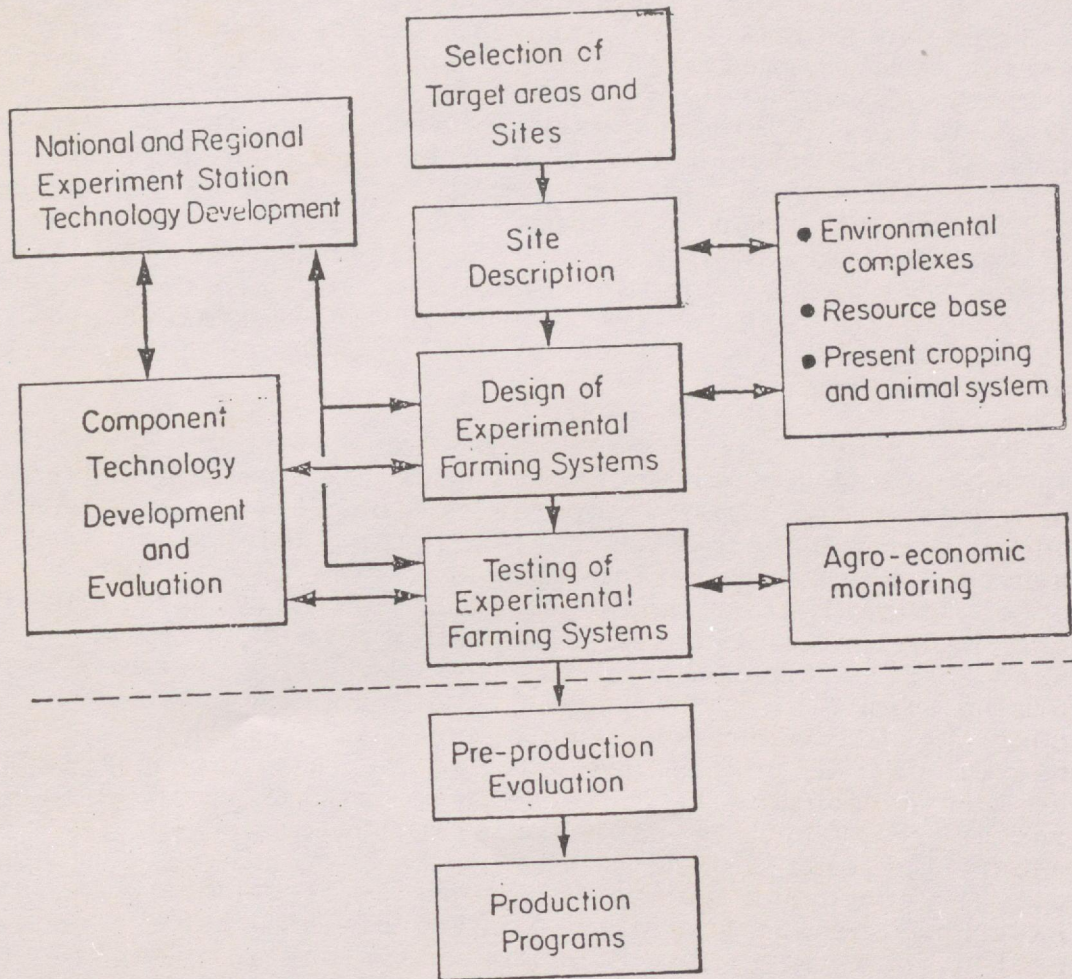 Selection of
Target areas and
Sites
National and Regional
Experiment Station
Technology Development
Site
Description
● Environmental
complexes
● Resource base
● Present cropping
and animal system
Design of
Experimental
Farming Systems
Component
Technology
Development
and
Evaluation
Testing of
Experimental
Farming Systems
Agro-economic
monitoring
Pre-production
Evaluation
Production
Programs